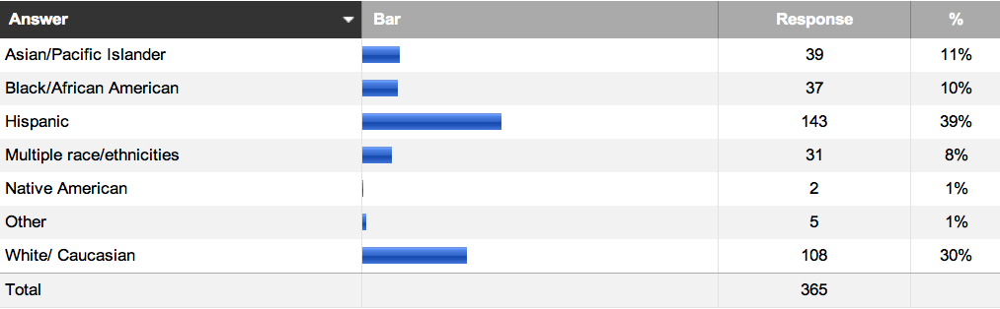 Answer Bar Response %
Asian/Pacific Islander 39 11%
Black/African American 37 10%
Hispanic 143 39%
Multiple race/ethnicities 31 8%
Native American 2 1%
Other 5 1%
White/ Caucasian 108 30%
Total 365